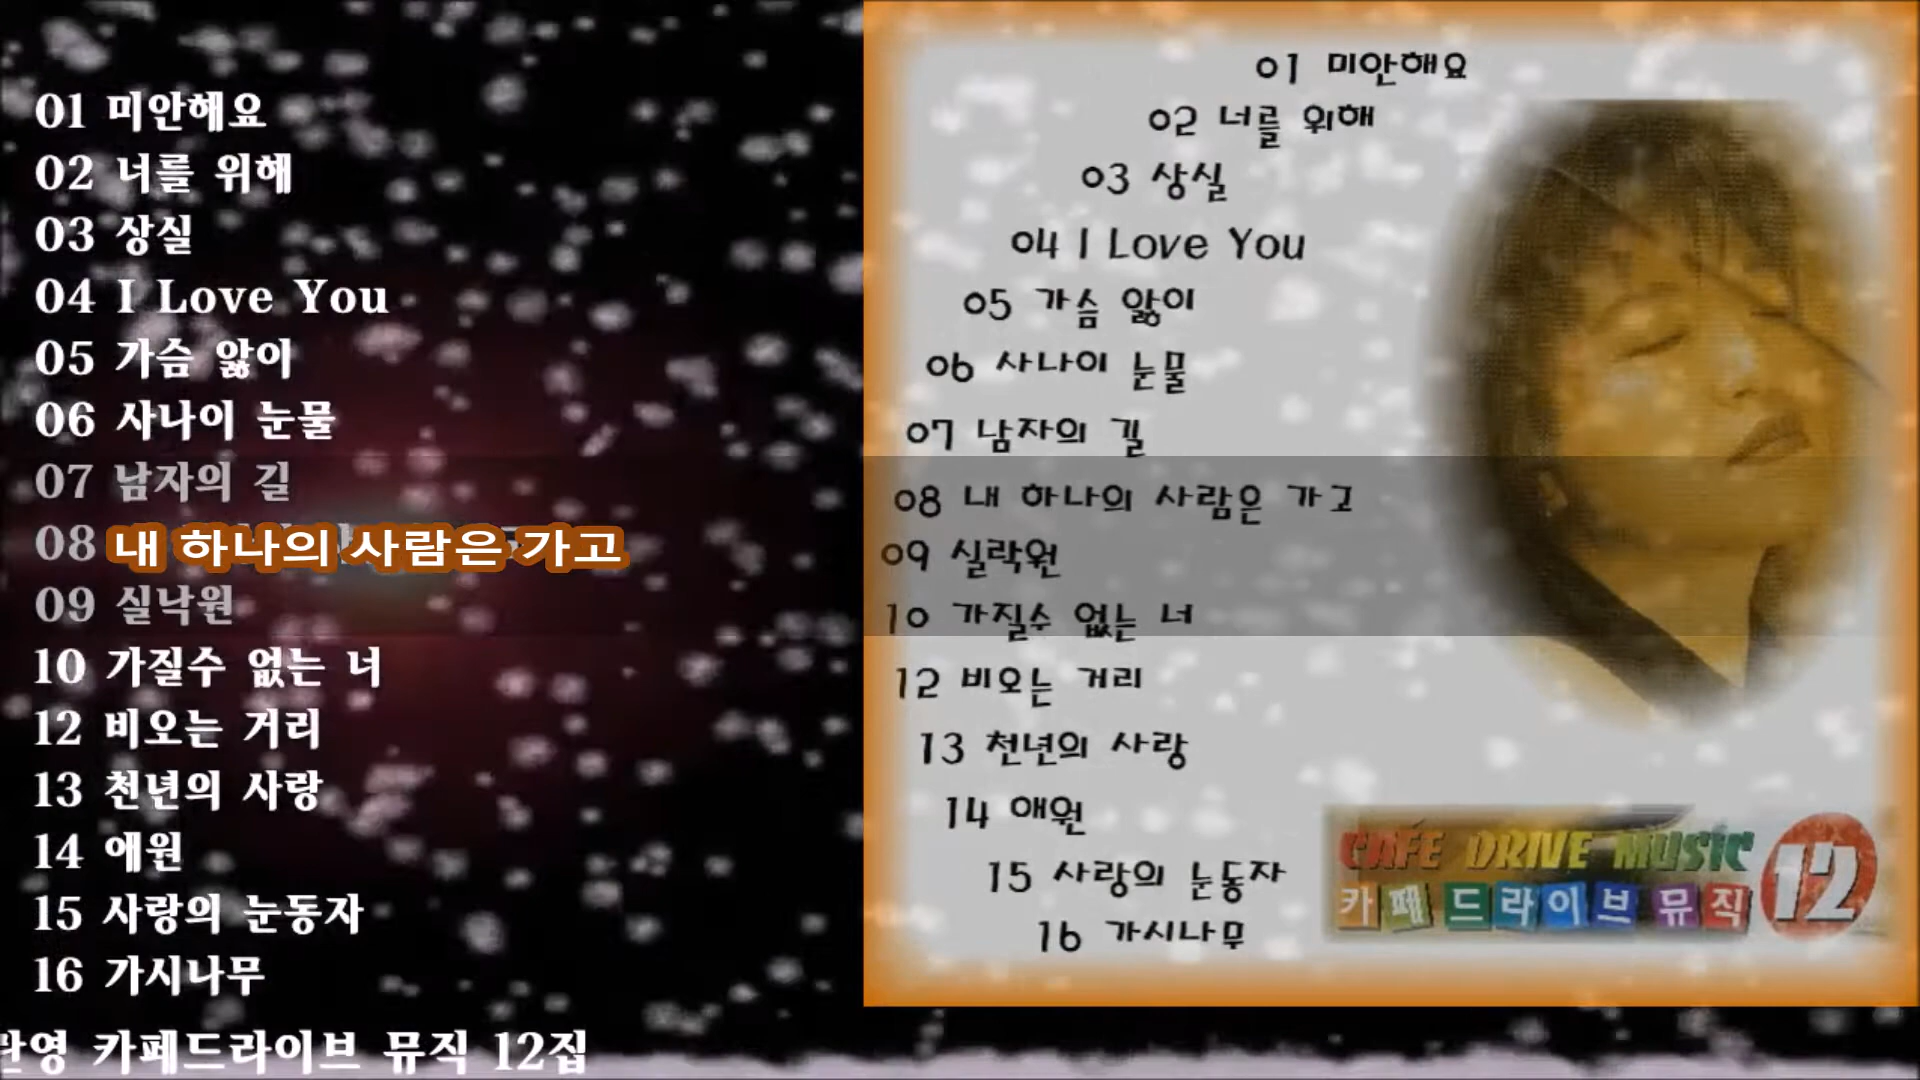 01 미안해요
02 너를 위해
03 상실
04 I Love You
05 가슴 앓이
06 사나이 눈물
07 남자의 길
08 내 하나의 사람은 가고
09 실낙원
10 가질수 없는 너
12 비오는 거리
13 천년의 사랑
14 애원
15 사랑의 눈동자
16 가시나무
영 카페드라이브 뮤직 12집
01 미안해요
02 너를 위해
03 상실
04 I Love You
05 가슴 앓이
06 사나이 눈물
07 남자의 길
08 내 하나의 사람은 가고
09 실락원
10 가질수 없는 너
12 비오는 거리
13 천년의 사랑
14 애원
15 사랑의 눈동자
16 가시나무
CAFE DRIVE MUSIC 12
카페 드라이브 뮤직